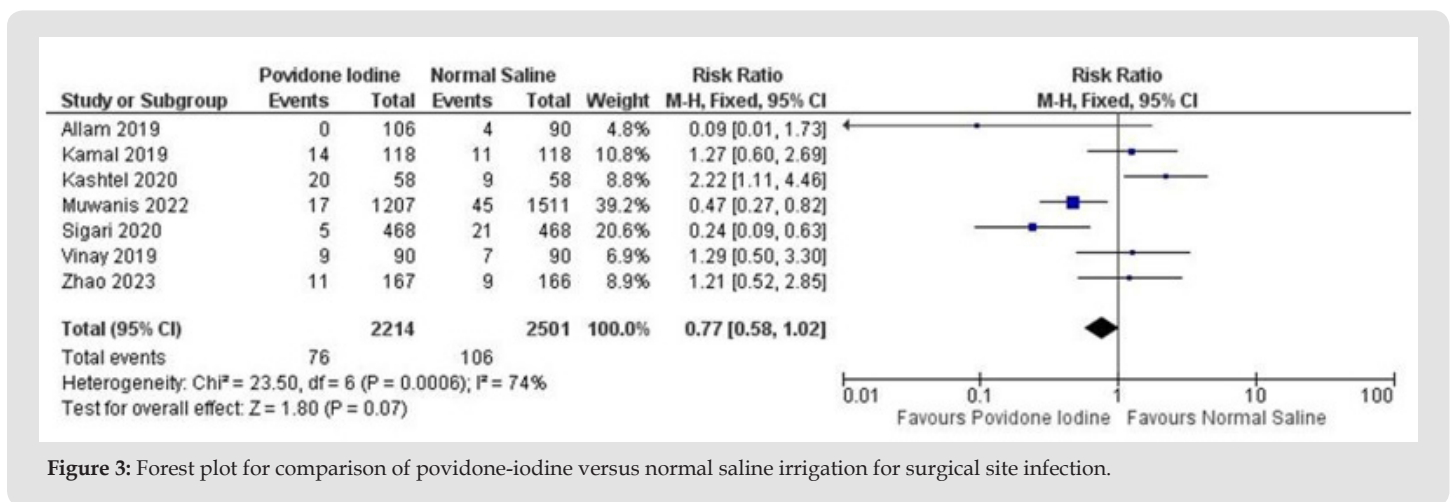 Povidone Iodine Normal Saline Risk Ratio Risk Ratio
Study or Subgroup Events Total Events Total Weight M-H, Fixed, 95% CI M-H, Fixed, 95% CI
Allam 2019 0 106 4 90 4.8% 0.09 [0.01, 1.73]
Kamal 2019 14 118 11 118 10.8% 1.27 [0.60, 2.69]
Kashtel 2020 20 58 9 58 8.8% 2.22 [1.11, 4.46]
Muwanis 2022 17 1207 45 1511 39.2% 0.47 [0.27, 0.82]
Sigari 2020 5 468 21 468 20.6% 0.24 [0.09, 0.63]
Vinay 2019 9 90 7 90 6.9% 1.29 [0.50, 3.30]
Zhao 2023 11 167 9 166 8.9% 1.21 [0.52, 2.85]
Total (95% CI) 2214 2501 100.0% 0.77 [0.58, 1.02]
Total events 76 106
Heterogeneity: Chi² = 23.50, df = 6 (P = 0.0006); I² = 74%
Test for overall effect: Z = 1.80 (P = 0.07)
0.01 0.1 1 10 100
Favours Povidone Iodine Favours Normal Saline
Figure 3: Forest plot for comparison of povidone-iodine versus normal saline irrigation for surgical site infection.